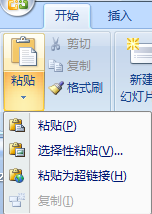 开始 插入
剪切
复制
格式刷
粘贴
新建
幻灯片
粘贴(P)
选择性粘贴(V)...
粘贴为超链接(H)
复制(I)